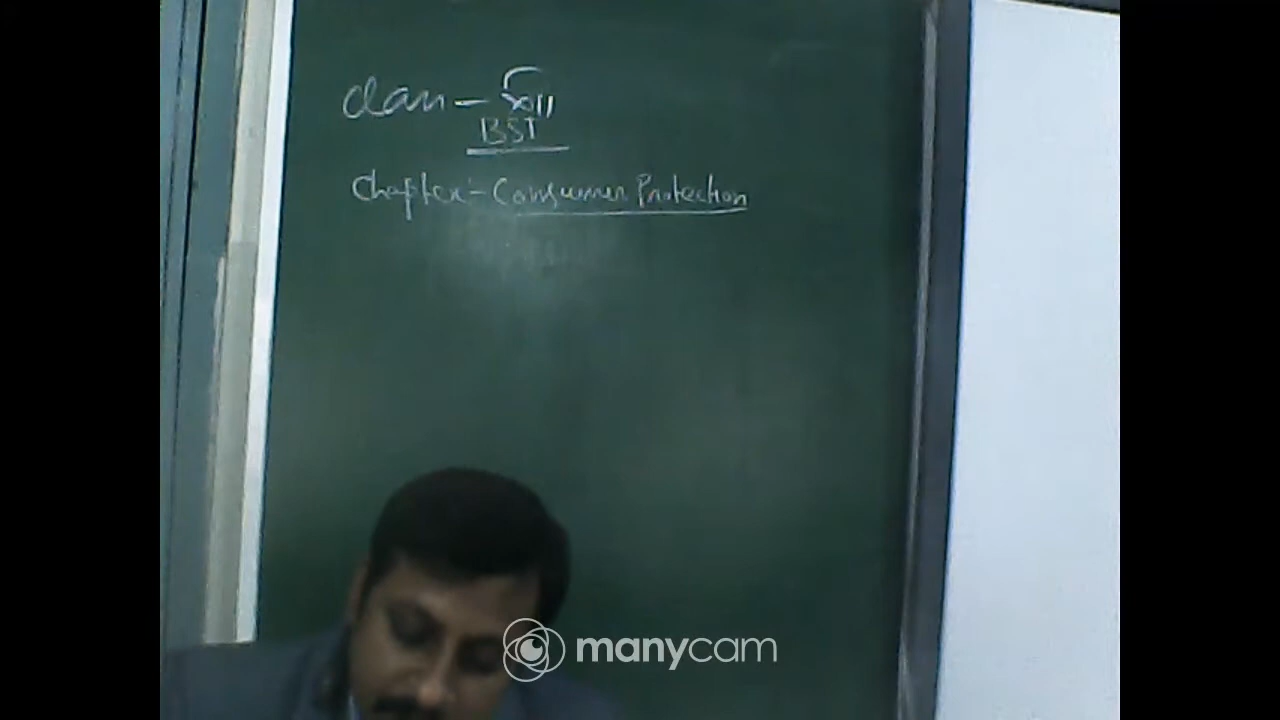 Class - XII
BST
Chapter:- Consumer Protection
manycam